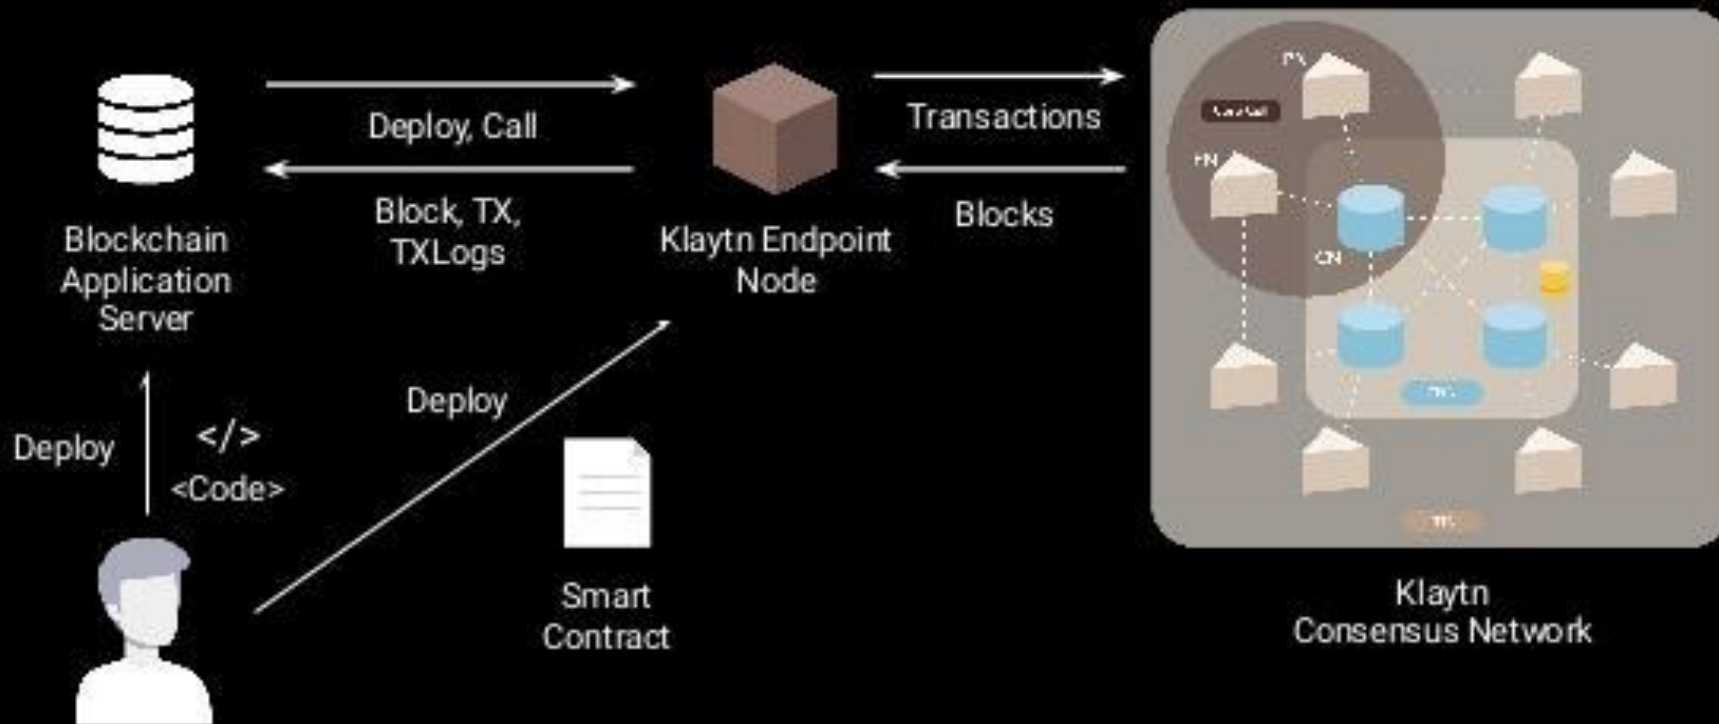 Deploy, Call
Block, TX,
TXLogs
Transactions
Blocks
Blockchain
Application
Server
Klaytn Endpoint
Node
Deploy
</>
<Code>
Deploy
Smart
Contract
PN
CN
Klaytn
Consensus Network